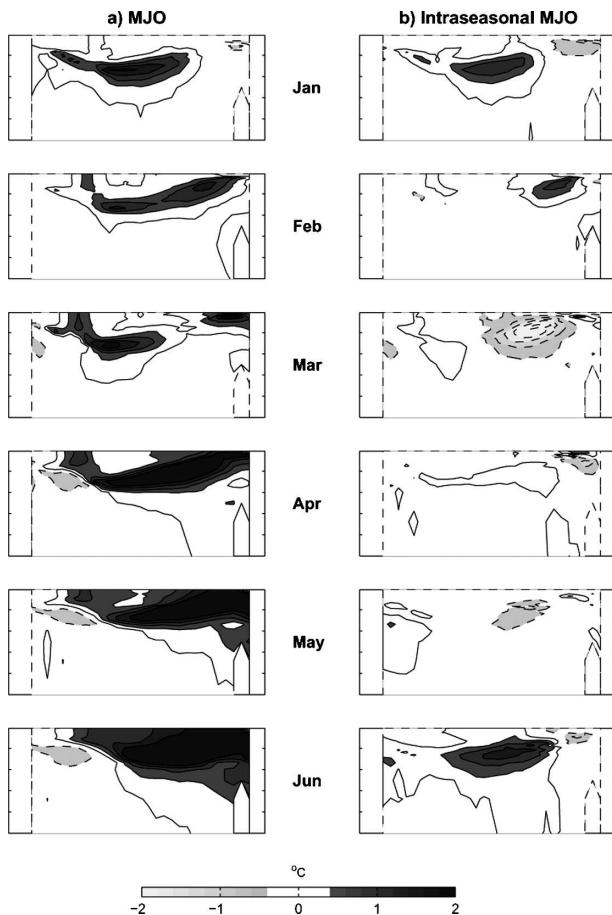 a) MJO
b) Intraseasonal MJO
Jan
Feb
Mar
Apr
May
Jun
°C
−2 −1 0 1 2